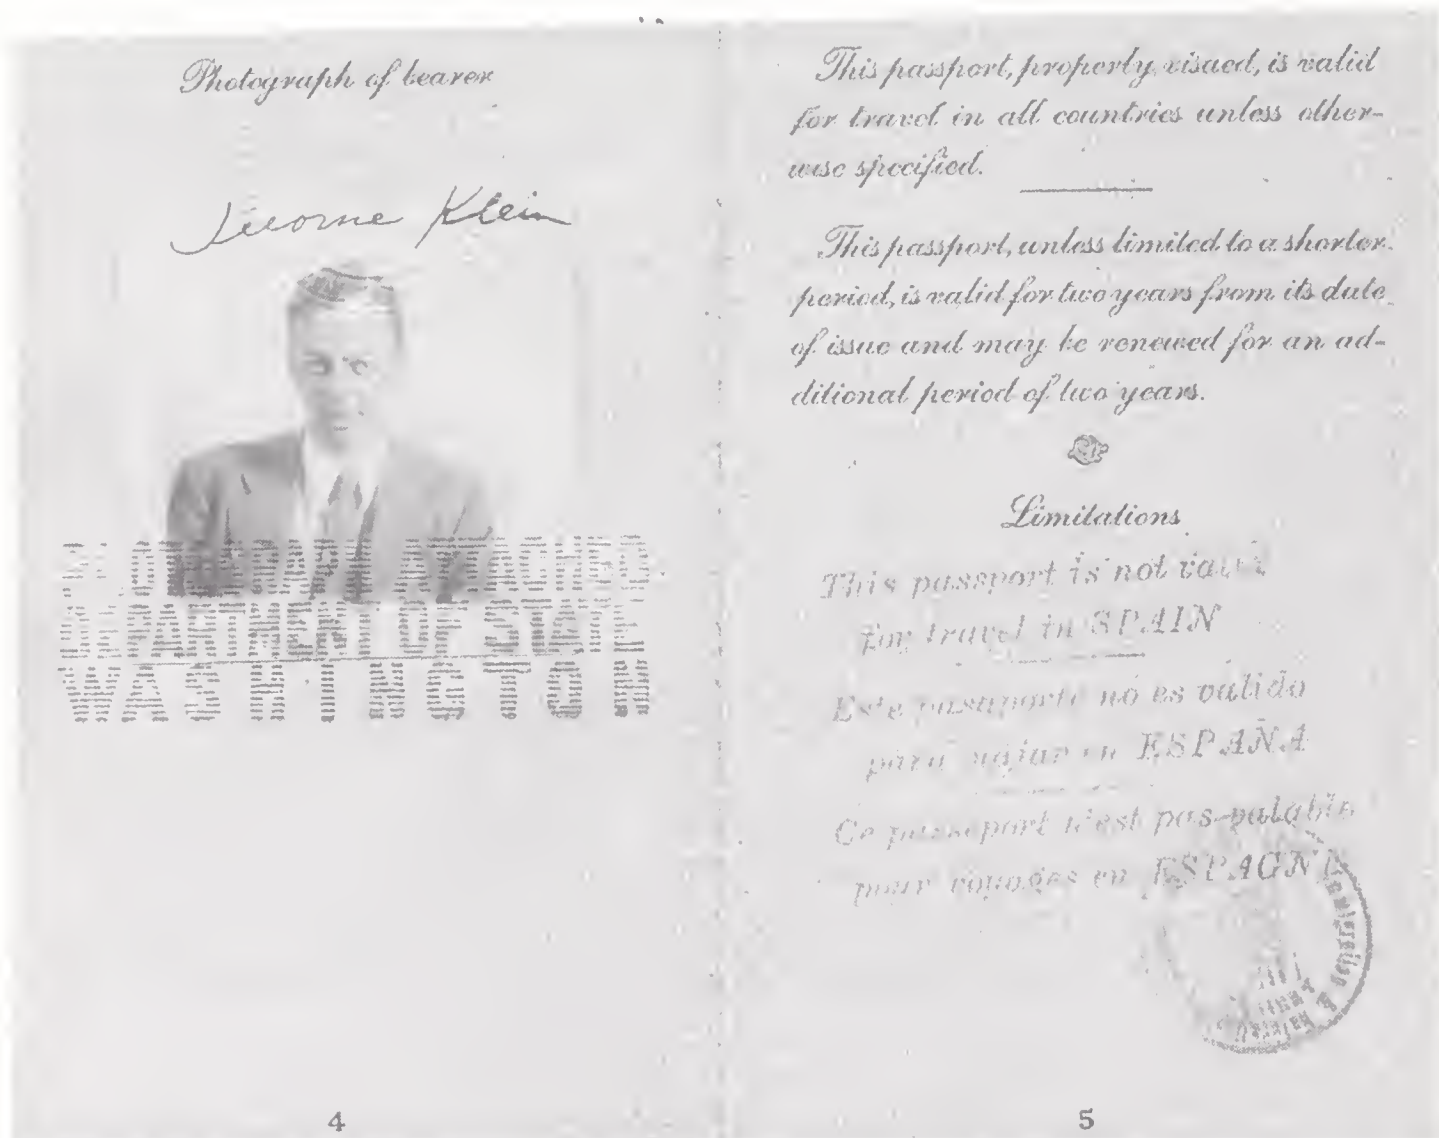 Photograph of bearer
Jerome Klein
PHOTOGRAPH ATTACHED
DEPARTMENT OF STATE
WASHINGTON
4
This passport, properly visaed, is valid
for travel in all countries unless other-
wise specified.
This passport, unless limited to a shorter
period, is valid for two years from its date
of issue and may be renewed for an ad-
ditional period of two years.
Limitations
This passport is not valid
for travel in SPAIN
Este pasaporte no es valido
para viajar en ESPAÑA
Ce passeport n'est pas valable
pour voyages en ESPAGNE
Immigration &
5